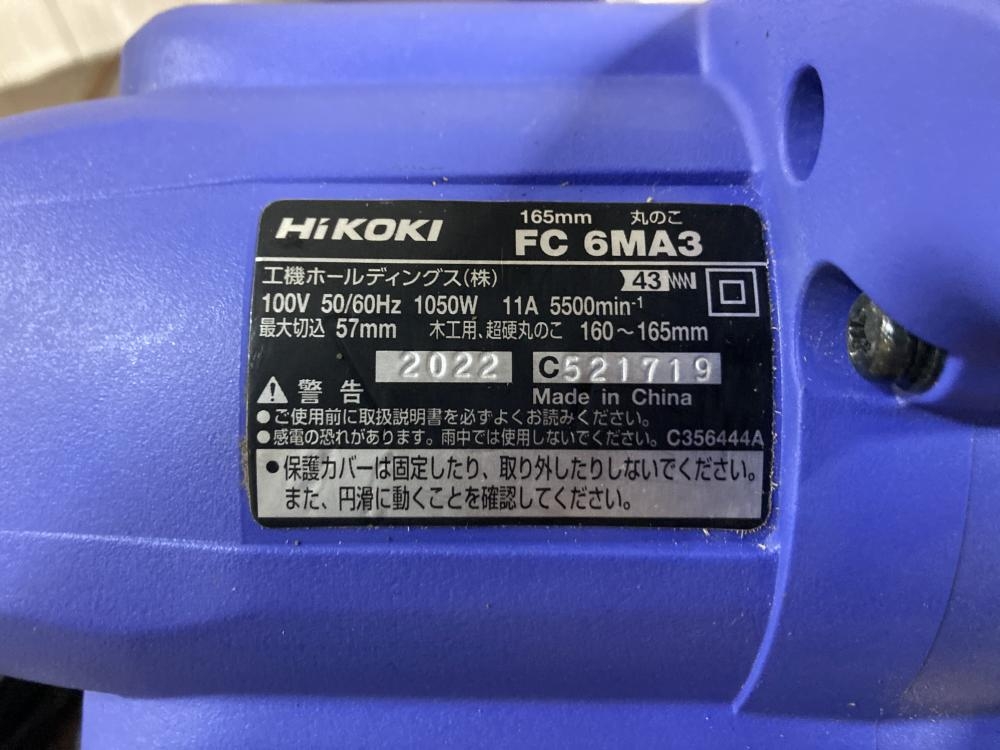 HiKOKI
165mm 丸のこ
FC 6MA3
工機ホールディングス(株) 43
100V 50/60Hz 1050W 11A 5500min⁻¹
最大切込 57mm 木工用、超硬丸のこ 160～165mm
2022 C521719
Made in China
警告
●ご使用前に取扱説明書を必ずよくお読みください。
●感電の恐れがあります。雨中では使用しないでください。 C356444A
●保護カバーは固定したり、取り外したりしないでください。
また、円滑に動くことを確認してください。